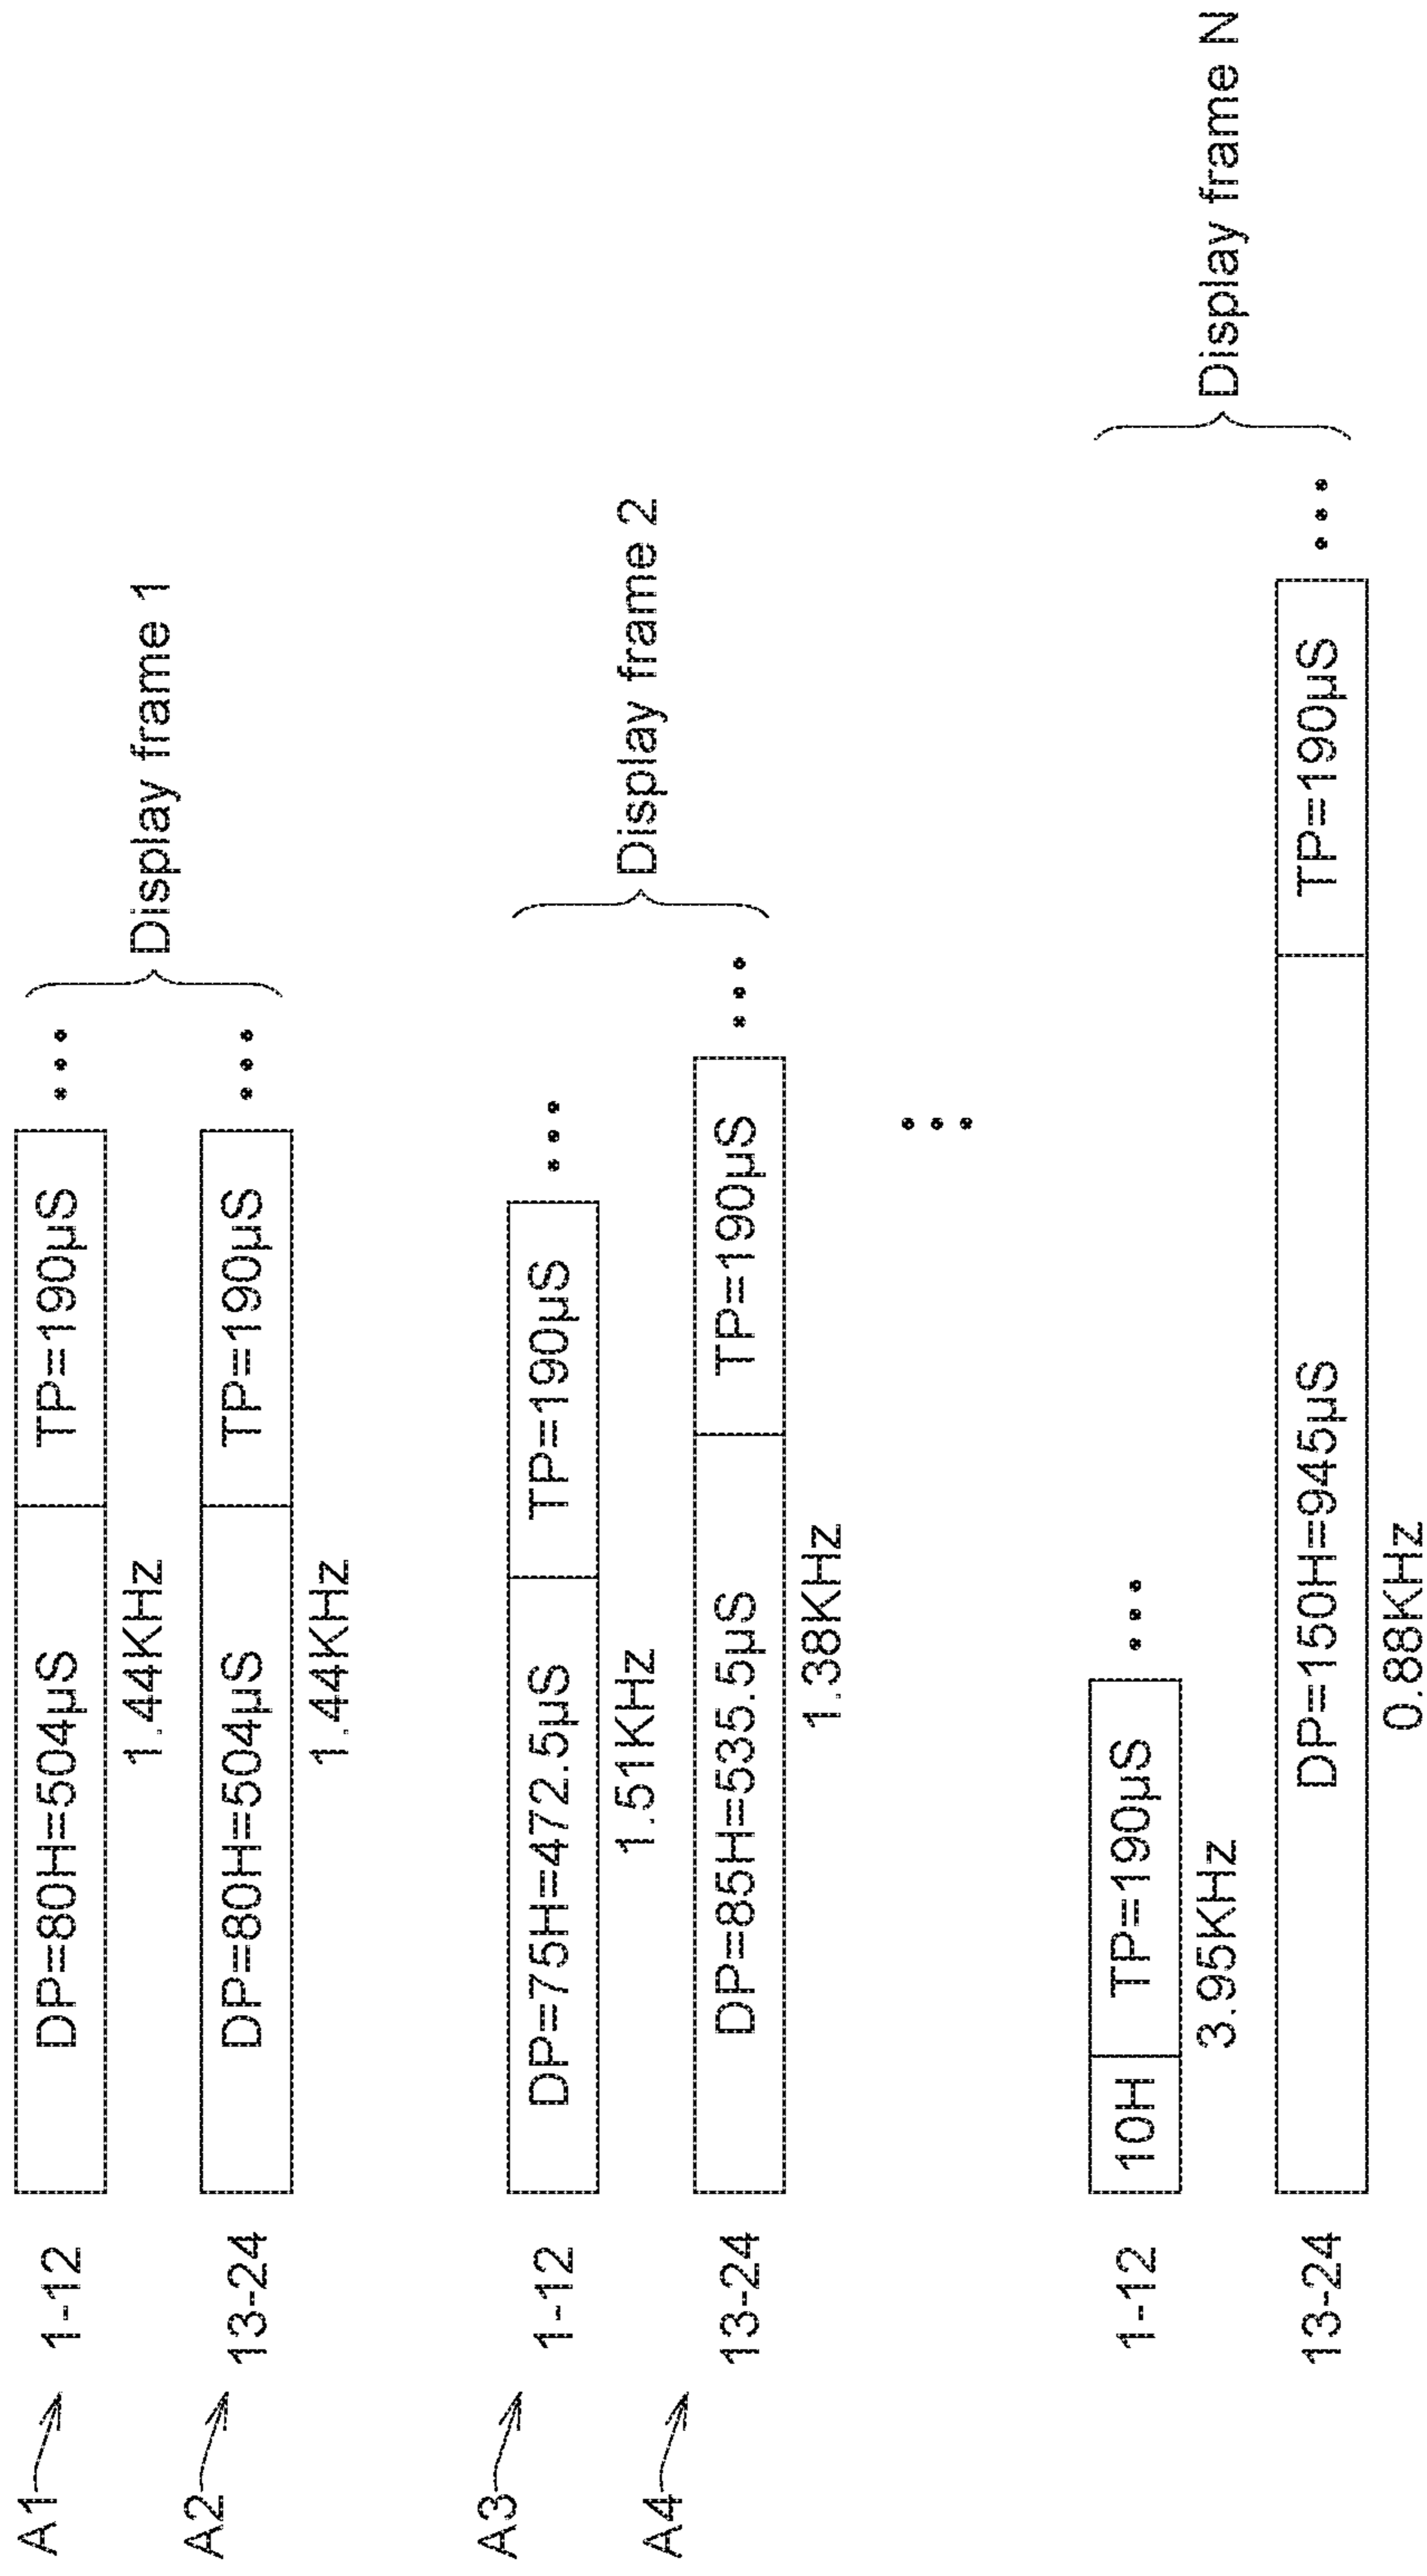 A1
1-12
DP=80H=504µS
TP=190µS
1.44KHz
A2
13-24
DP=80H=504µS
TP=190µS
1.44KHz
Display frame 1
A3
1-12
DP=75H=472.5µS
TP=190µS
1.51KHz
A4
13-24
DP=85H=535.5µS
TP=190µS
1.38KHz
Display frame 2
1-12
10H
TP=190µS
3.95KHz
13-24
DP=150H=945µS
TP=190µS
0.88KHz
Display frame N